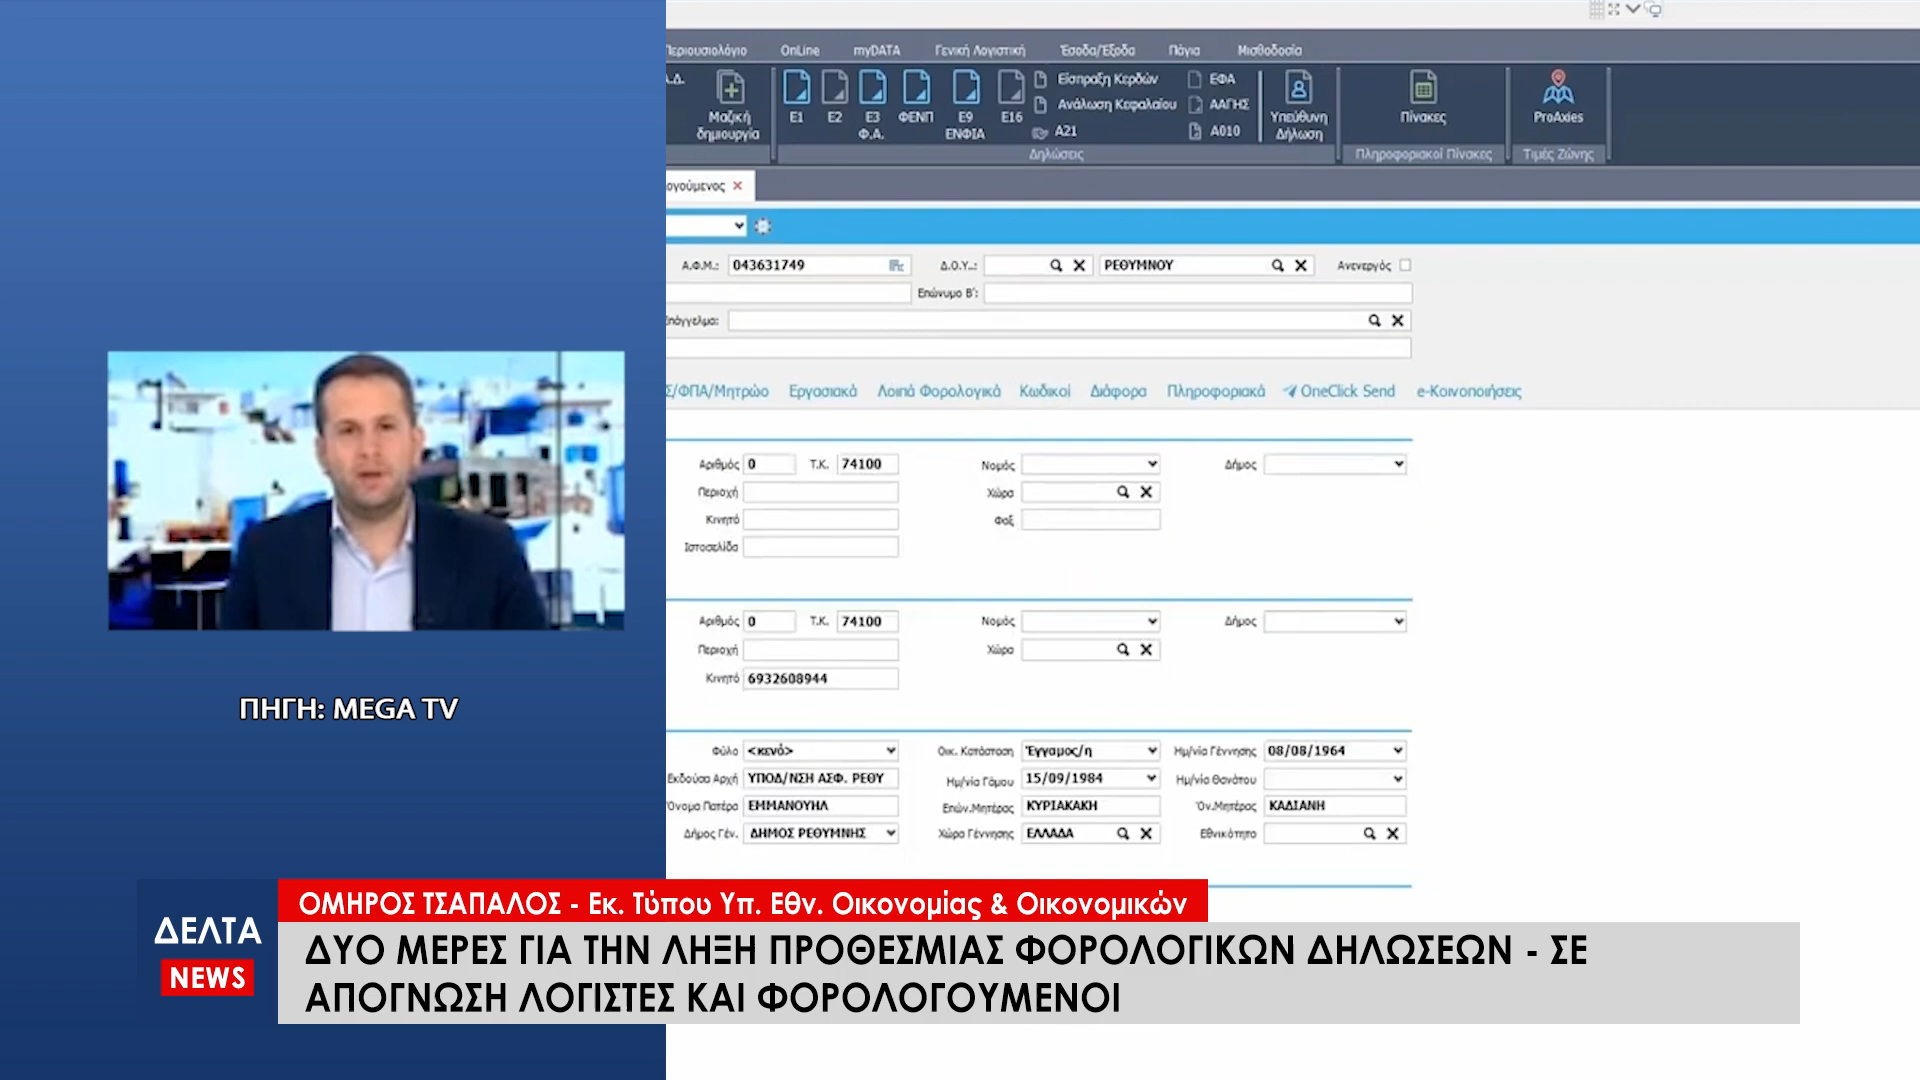 Περιουσιολόγιο OnLine myDATA Γενική Λογιστική Έσοδα/Έξοδα Πάγια Μισθοδοσία
Μαζική δημιουργία
E1 E2 E3 Φ.Α. ΦΕΝΠ E9 ΕΝΦΙΑ E16
Είσπραξη Κερδών
Ανάλωση Κεφαλαίου
A21
ΕΦΑ
ΑΑΓΗΣ
A010
Υπεύθυνη Δήλωση
Πίνακες
ProAxies
Δηλώσεις Πληροφοριακοί Πίνακες Τιμές Ζώνης
ογούμενος
Α.Φ.Μ.: 043631749 Δ.Ο.Υ.: ΡΕΘΥΜΝΟΥ Ανενεργός
Επώνυμο Β':
Επάγγελμα:
Σ/ΦΠΑ/Μητρώο Εργασιακά Λοιπά Φορολογικά Κωδικοί Διάφορα Πληροφοριακά OneClick Send e-Κοινοποιήσεις
Αριθμός 0 Τ.Κ. 74100 Νομός Δήμος
Περιοχή Χώρα
Κινητό Φαξ
Ιστοσελίδα
Αριθμός 0 Τ.Κ. 74100 Νομός Δήμος
Περιοχή Χώρα
Κινητό 6932608944
Φύλο <κενό> Οικ. Κατάσταση Έγγαμος/η Ημ/νία Γέννησης 08/08/1964
Εκδούσα Αρχή ΥΠΟΔ/ΝΣΗ ΑΣΦ. ΡΕΘΥ Ημ/νία Γάμου 15/09/1984 Ημ/νία Θανάτου
Όνομα Πατέρα ΕΜΜΑΝΟΥΗΛ Επών.Μητέρας ΚΥΡΙΑΚΑΚΗ Όν.Μητέρας ΚΑΔΙΑΝΗ
Δήμος Γέν. ΔΗΜΟΣ ΡΕΘΥΜΝΗΣ Χώρα Γέννησης ΕΛΛΑΔΑ Εθνικότητα
ΠΗΓΗ: MEGA TV
ΟΜΗΡΟΣ ΤΣΑΠΑΛΟΣ - Εκ. Τύπου Υπ. Εθν. Οικονομίας & Οικονομικών
ΔΕΛΤΑ
NEWS
ΔΥΟ ΜΕΡΕΣ ΓΙΑ ΤΗΝ ΛΗΞΗ ΠΡΟΘΕΣΜΙΑΣ ΦΟΡΟΛΟΓΙΚΩΝ ΔΗΛΩΣΕΩΝ - ΣΕ
ΑΠΟΓΝΩΣΗ ΛΟΓΙΣΤΕΣ ΚΑΙ ΦΟΡΟΛΟΓΟΥΜΕΝΟΙ